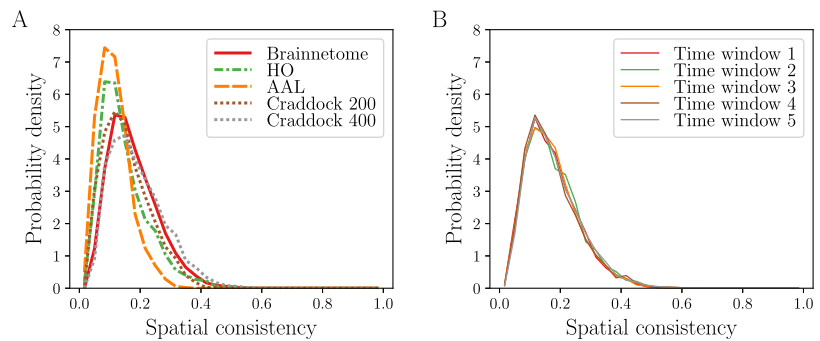 A
8
7
6
5
4
3
2
1
0
Probability density
0.0 0.2 0.4 0.6 0.8 1.0
Spatial consistency
Brainnetome
HO
AAL
Craddock 200
Craddock 400
B
8
7
6
5
4
3
2
1
0
Probability density
0.0 0.2 0.4 0.6 0.8 1.0
Spatial consistency
Time window 1
Time window 2
Time window 3
Time window 4
Time window 5